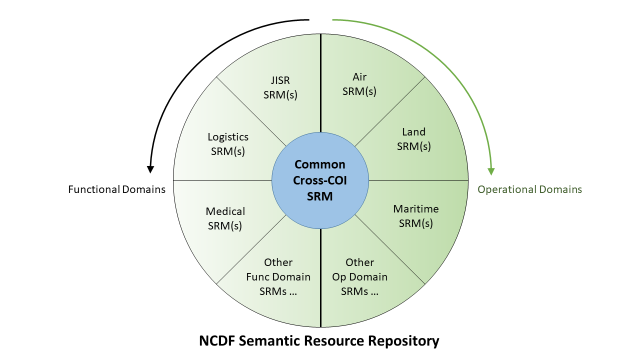 JISR
SRM(s)
Air
SRM(s)
Logistics
SRM(s)
Land
SRM(s)
Common
Cross-COI
SRM
Functional Domains
Operational Domains
Medical
SRM(s)
Maritime
SRM(s)
Other
Func Domain
SRMs ...
Other
Op Domain
SRMs ...
NCDF Semantic Resource Repository